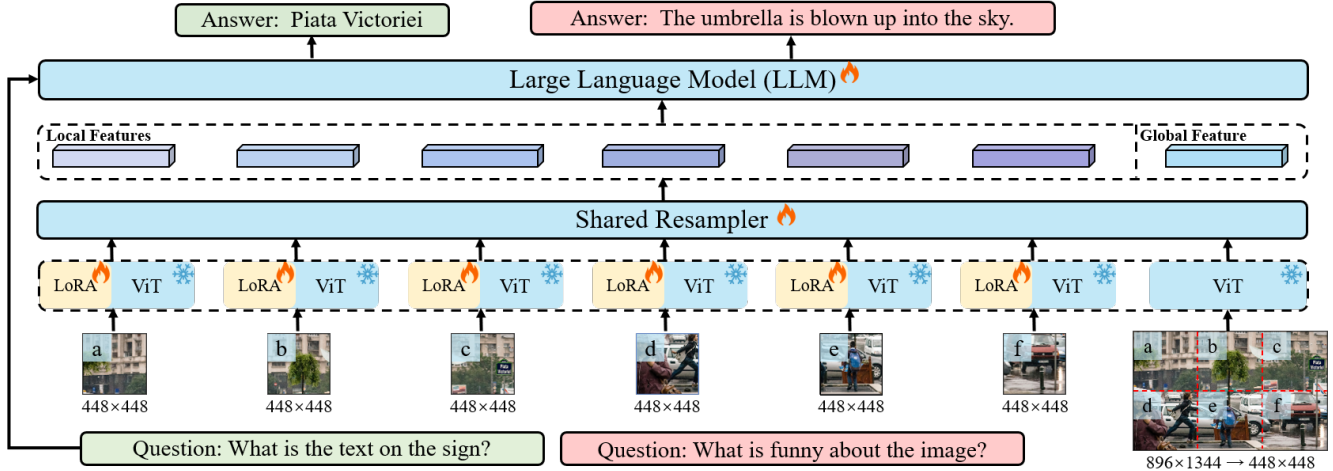 Answer: Piata Victoriei
Answer: The umbrella is blown up into the sky.
Large Language Model (LLM)
Local Features
Global Feature
Shared Resampler
LoRA ViT LoRA ViT LoRA ViT LoRA ViT LoRA ViT LoRA ViT ViT
a b c d e f
a b c
Piata
Victoriei
d e f
448×448 448×448 448×448 448×448 448×448 448×448
Question: What is the text on the sign?
Question: What is funny about the image?
896×1344 → 448×448